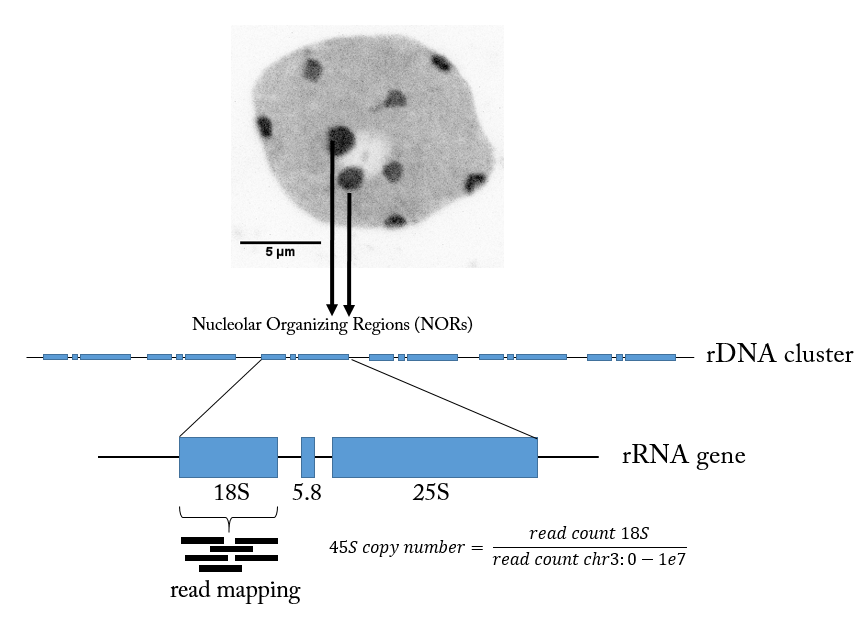 5 µm
Nucleolar Organizing Regions (NORs)
rDNA cluster
rRNA gene
18S 5.8 25S
45S copy number = read count 18S / read count chr3: 0 − 1e7
read mapping